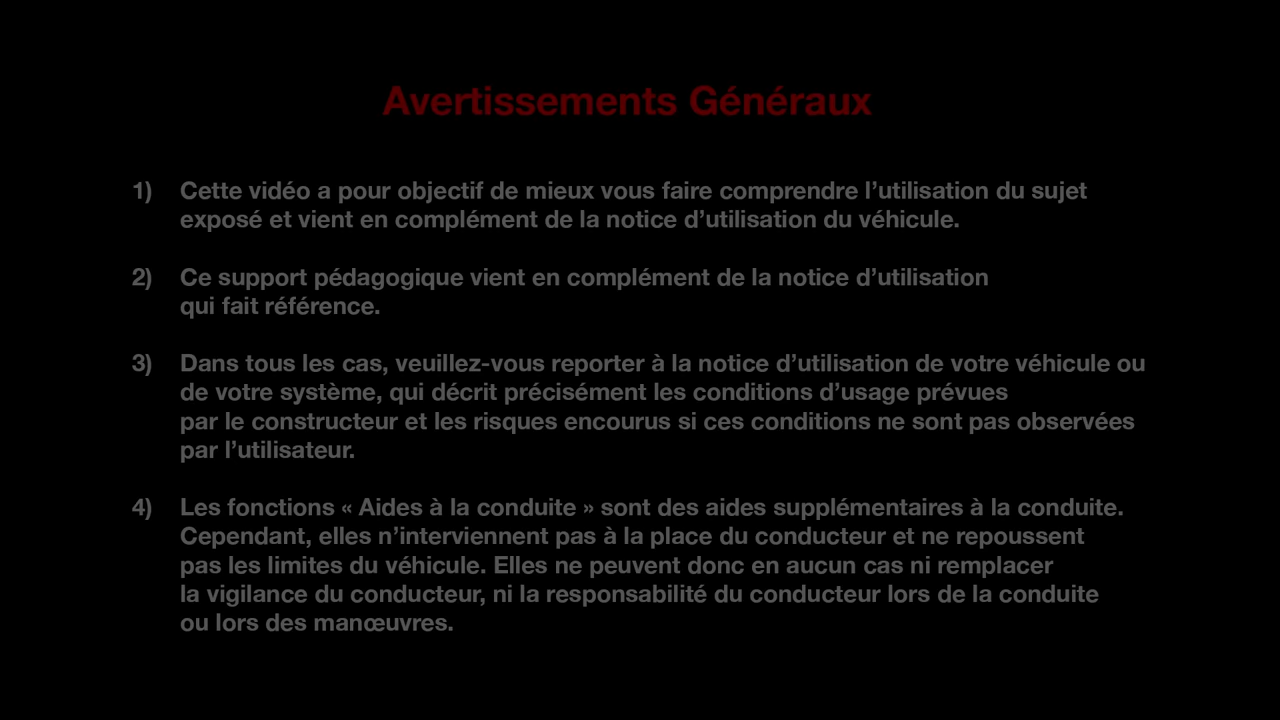 Avertissements Généraux
1) Cette vidéo a pour objectif de mieux vous faire comprendre l’utilisation du sujet
exposé et vient en complément de la notice d’utilisation du véhicule.
2) Ce support pédagogique vient en complément de la notice d’utilisation
qui fait référence.
3) Dans tous les cas, veuillez-vous reporter à la notice d’utilisation de votre véhicule ou
de votre système, qui décrit précisément les conditions d’usage prévues
par le constructeur et les risques encourus si ces conditions ne sont pas observées
par l’utilisateur.
4) Les fonctions « Aides à la conduite » sont des aides supplémentaires à la conduite.
Cependant, elles n’interviennent pas à la place du conducteur et ne repoussent
pas les limites du véhicule. Elles ne peuvent donc en aucun cas ni remplacer
la vigilance du conducteur, ni la responsabilité du conducteur lors de la conduite
ou lors des manœuvres.